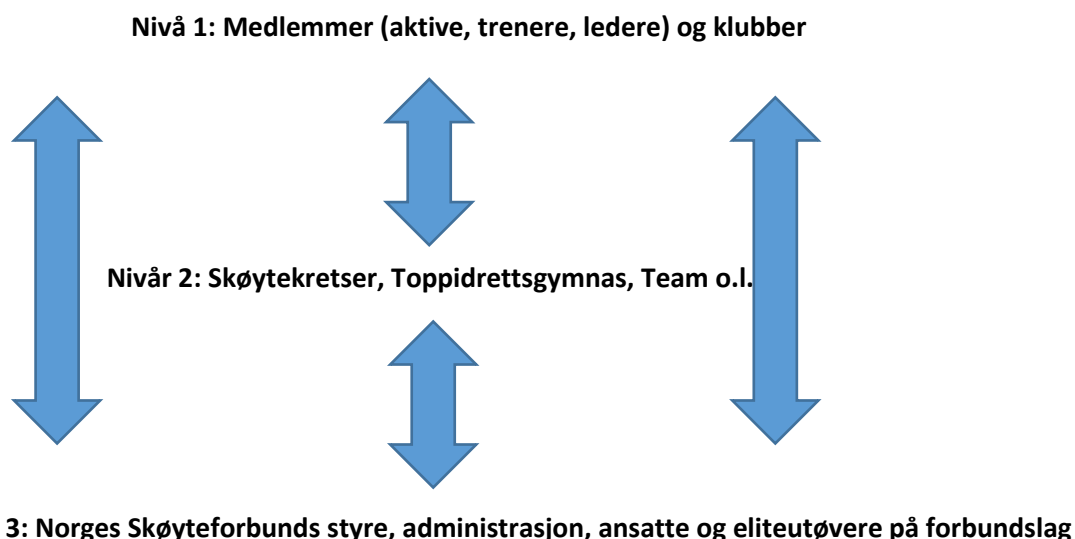 Nivå 1: Medlemmer (aktive, trenere, ledere) og klubber
Nivår 2: Skøytekretser, Toppidrettsgymnas, Team o.l.
3: Norges Skøyteforbunds styre, administrasjon, ansatte og eliteutøvere på forbundslag